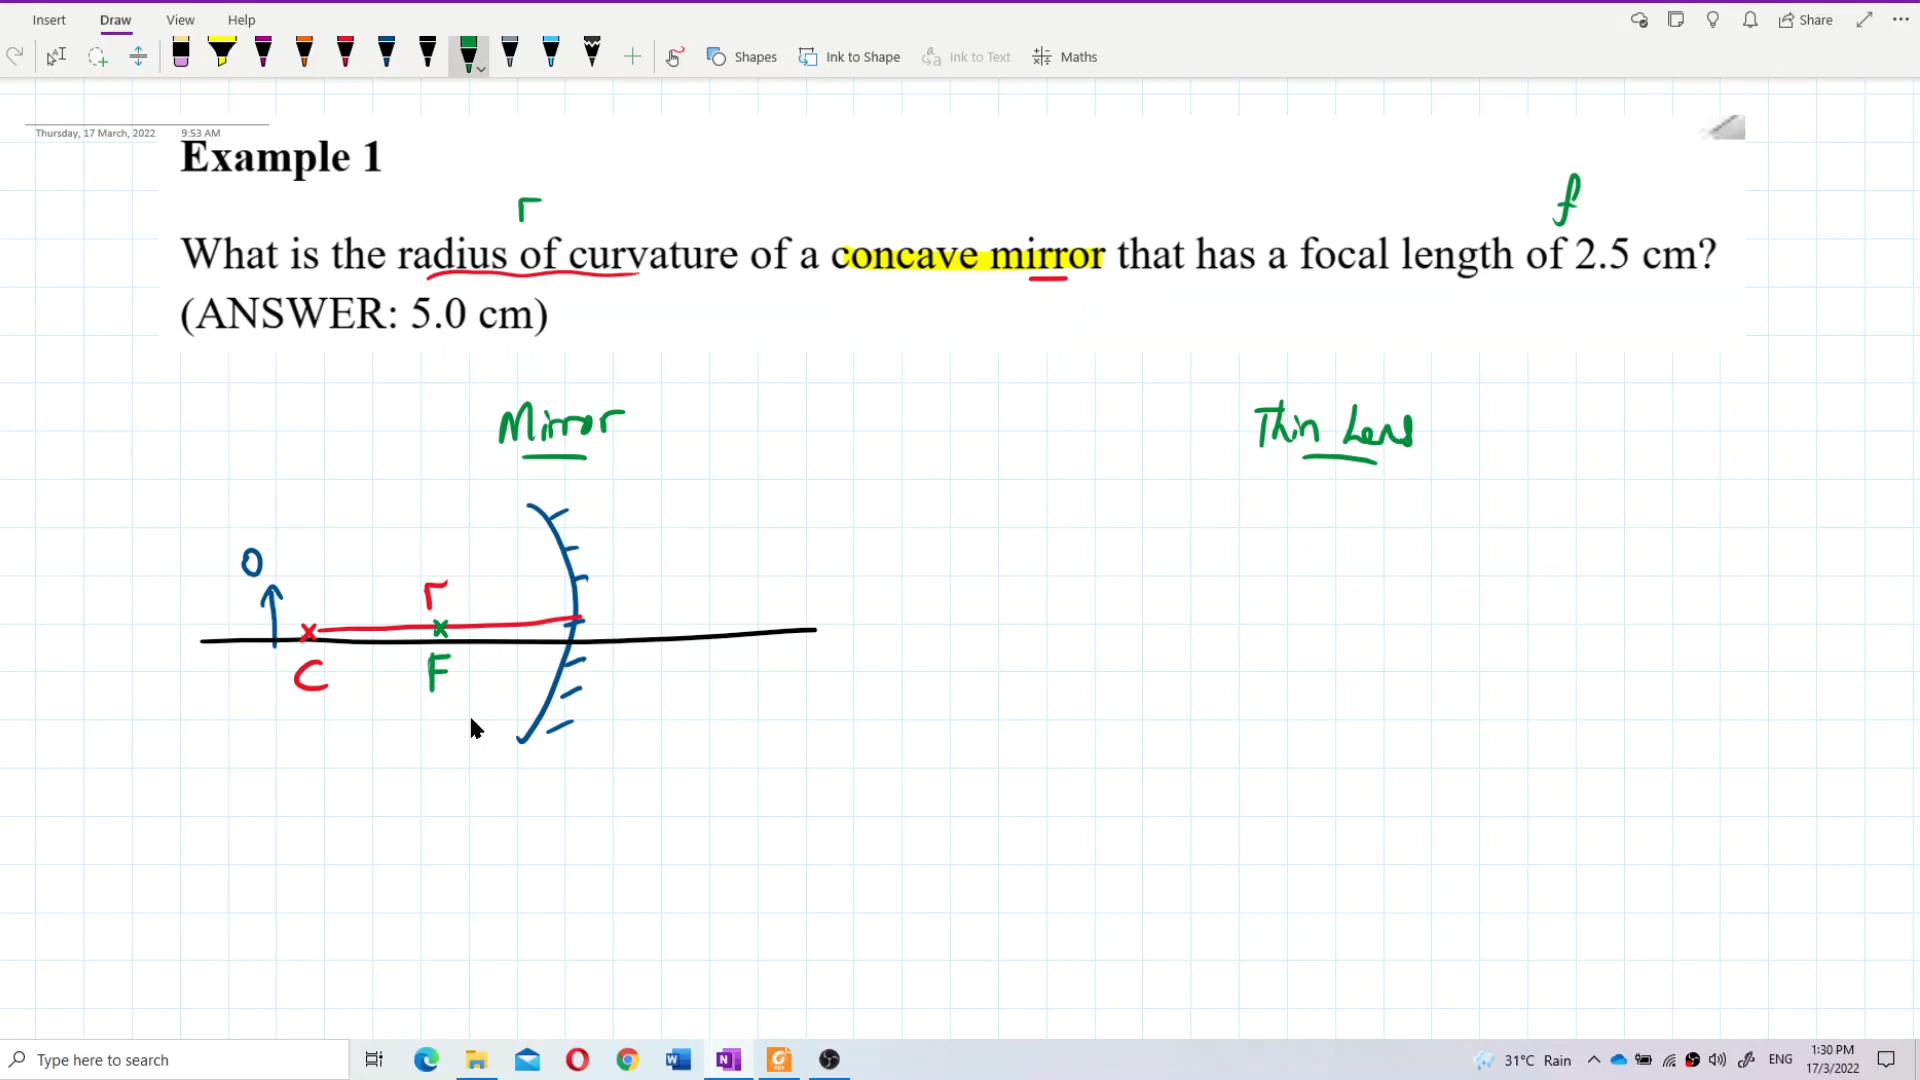 Insert Draw View Help
Share
Shapes Ink to Shape Ink to Text Maths
Thursday, 17 March, 2022 9:53 AM
Example 1
r f
What is the radius of curvature of a concave mirror that has a focal length of 2.5 cm?
(ANSWER: 5.0 cm)
Mirror Thin Lens
O
r
C F
Type here to search
31°C Rain ENG 1:30 PM
17/3/2022